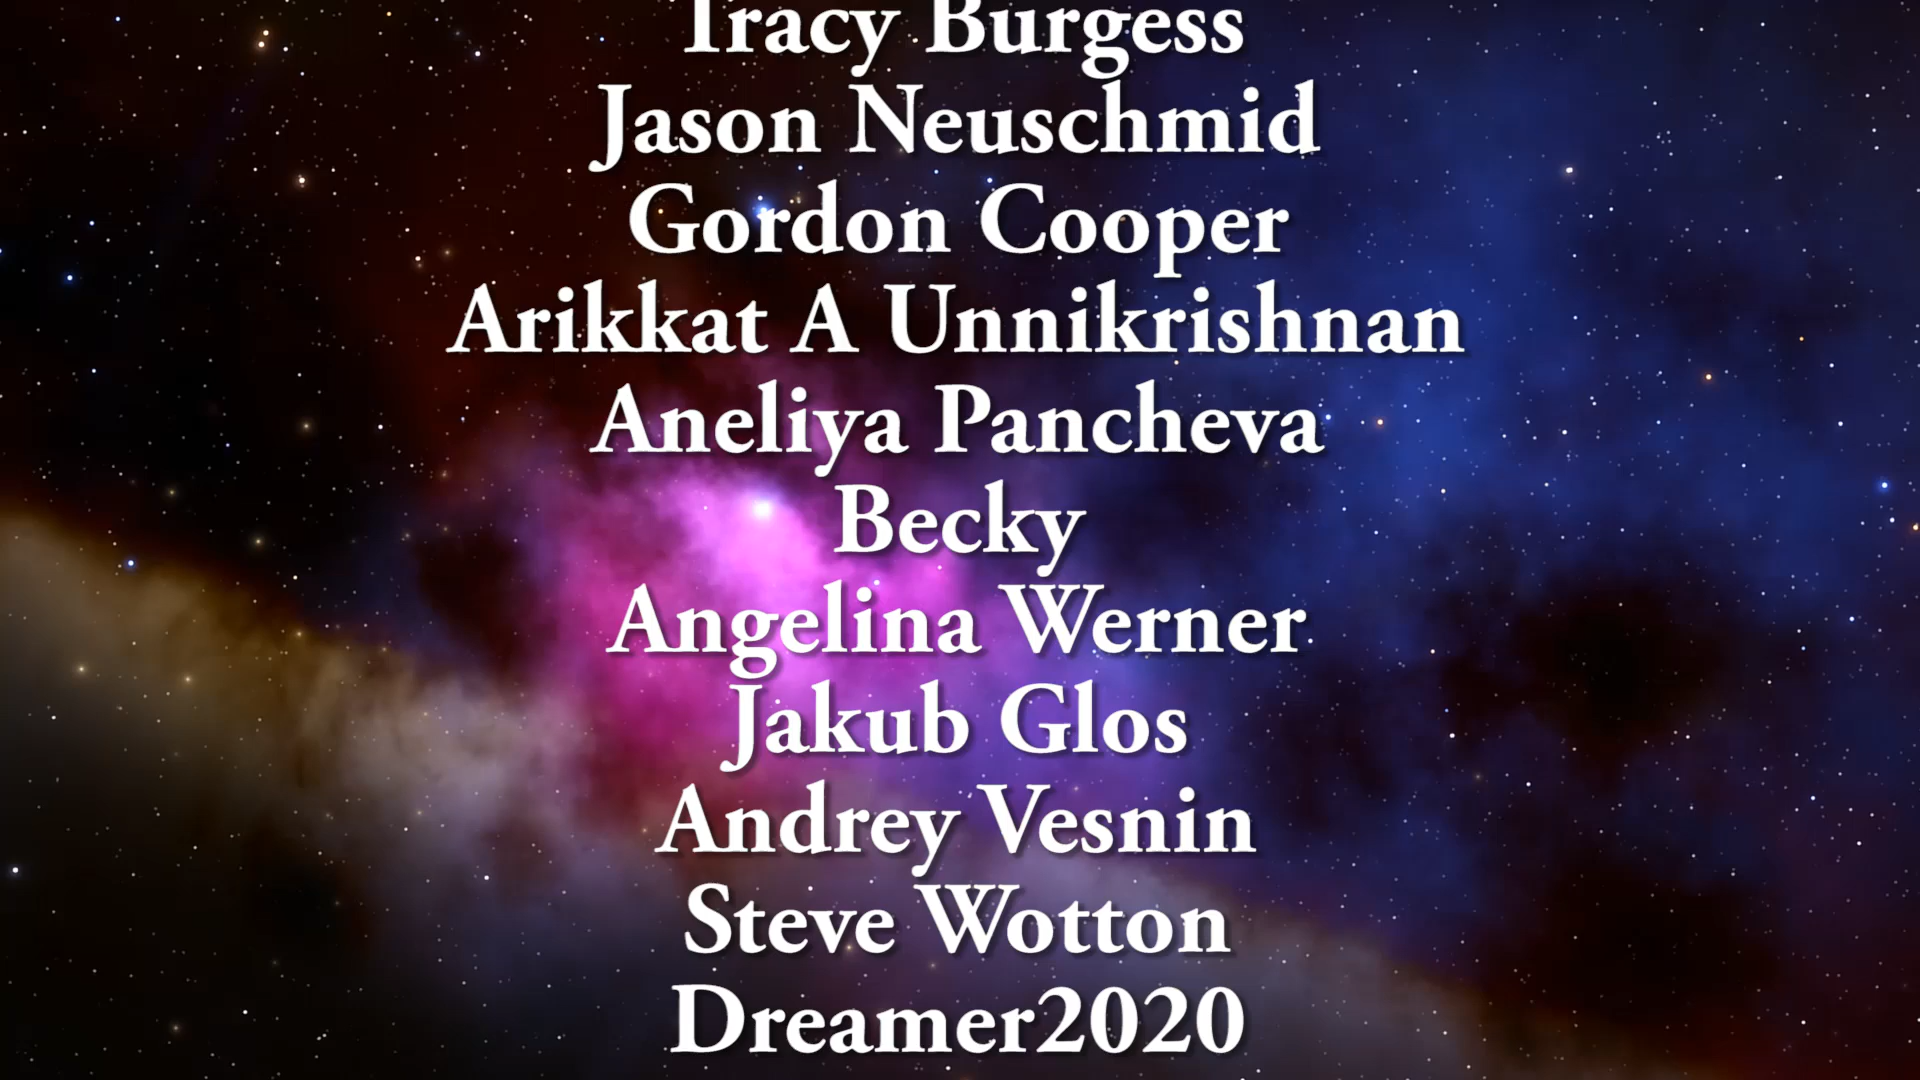 Tracy Burgess
Jason Neuschmid
Gordon Cooper
Arikkat A Unnikrishnan
Aneliya Pancheva
Becky
Angelina Werner
Jakub Glos
Andrey Vesnin
Steve Wotton
Dreamer2020